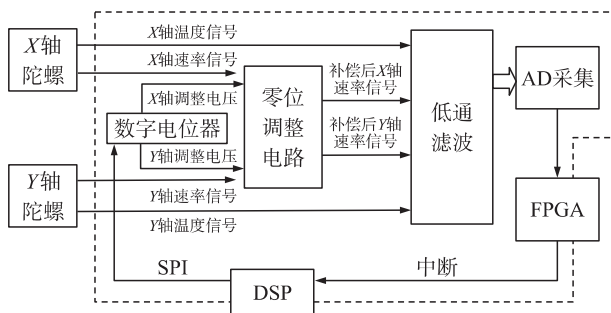 X轴
陀螺
X轴温度信号
X轴速率信号
X轴调整电压
数字电位器
Y轴调整电压
零位
调整
电路
补偿后X轴
速率信号
补偿后Y轴
速率信号
低通
滤波
AD采集
Y轴
陀螺
Y轴速率信号
Y轴温度信号
FPGA
SPI
中断
DSP